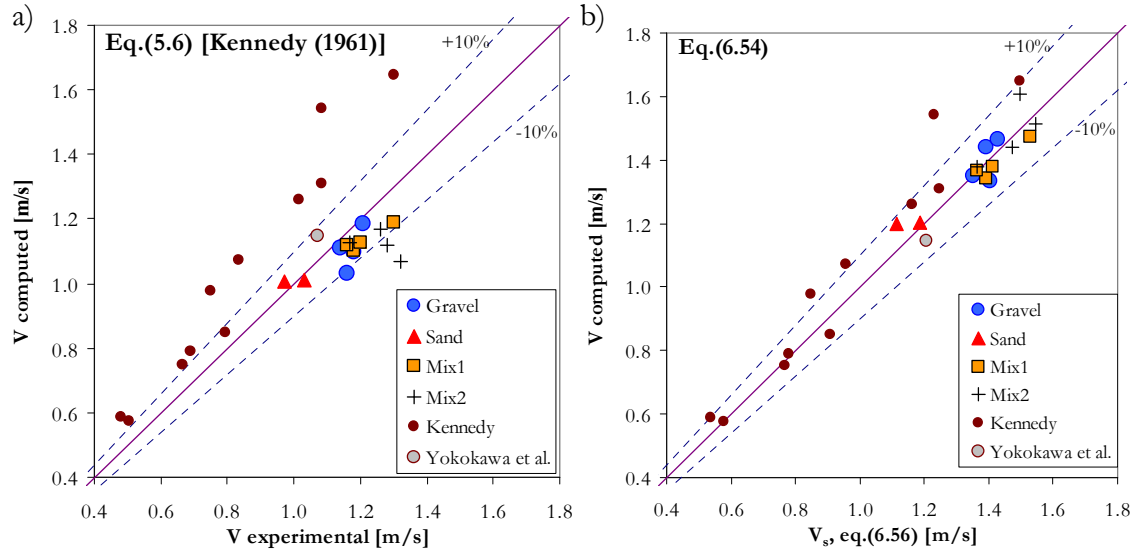 a)
Eq.(5.6) [Kennedy (1961)]
+10%
-10%
V computed [m/s]
1.8
1.6
1.4
1.2
1.0
0.8
0.6
0.4
Gravel
Sand
Mix1
Mix2
Kennedy
Yokokawa et al.
0.4 0.6 0.8 1.0 1.2 1.4 1.6 1.8
V experimental [m/s]
b)
Eq.(6.54)
+10%
-10%
V computed [m/s]
1.8
1.6
1.4
1.2
1.0
0.8
0.6
0.4
Gravel
Sand
Mix1
Mix2
Kennedy
Yokokawa et al.
0.4 0.6 0.8 1.0 1.2 1.4 1.6 1.8
Vs, eq.(6.56) [m/s]